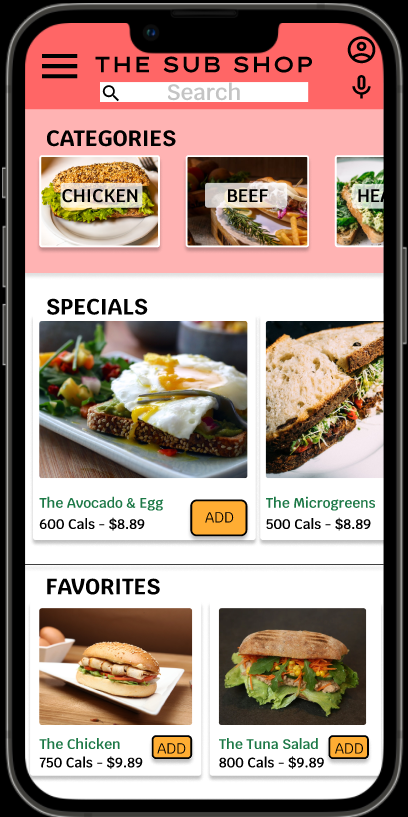 THE SUB SHOP
Search
CATEGORIES
CHICKEN
BEEF
HEA
SPECIALS
The Avocado & Egg
600 Cals - $8.89
ADD
The Microgreens
500 Cals - $8.89
FAVORITES
The Chicken
750 Cals - $9.89
ADD
The Tuna Salad
800 Cals - $9.89
ADD